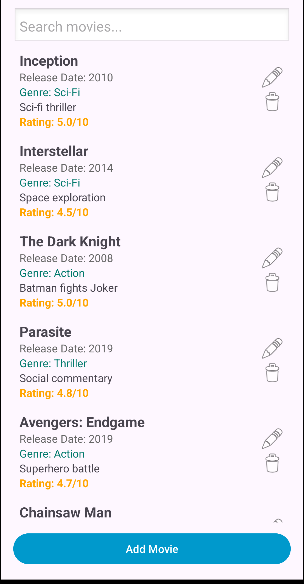 Search movies...
Inception
Release Date: 2010
Genre: Sci-Fi
Sci-fi thriller
Rating: 5.0/10
Interstellar
Release Date: 2014
Genre: Sci-Fi
Space exploration
Rating: 4.5/10
The Dark Knight
Release Date: 2008
Genre: Action
Batman fights Joker
Rating: 5.0/10
Parasite
Release Date: 2019
Genre: Thriller
Social commentary
Rating: 4.8/10
Avengers: Endgame
Release Date: 2019
Genre: Action
Superhero battle
Rating: 4.7/10
Chainsaw Man
Add Movie